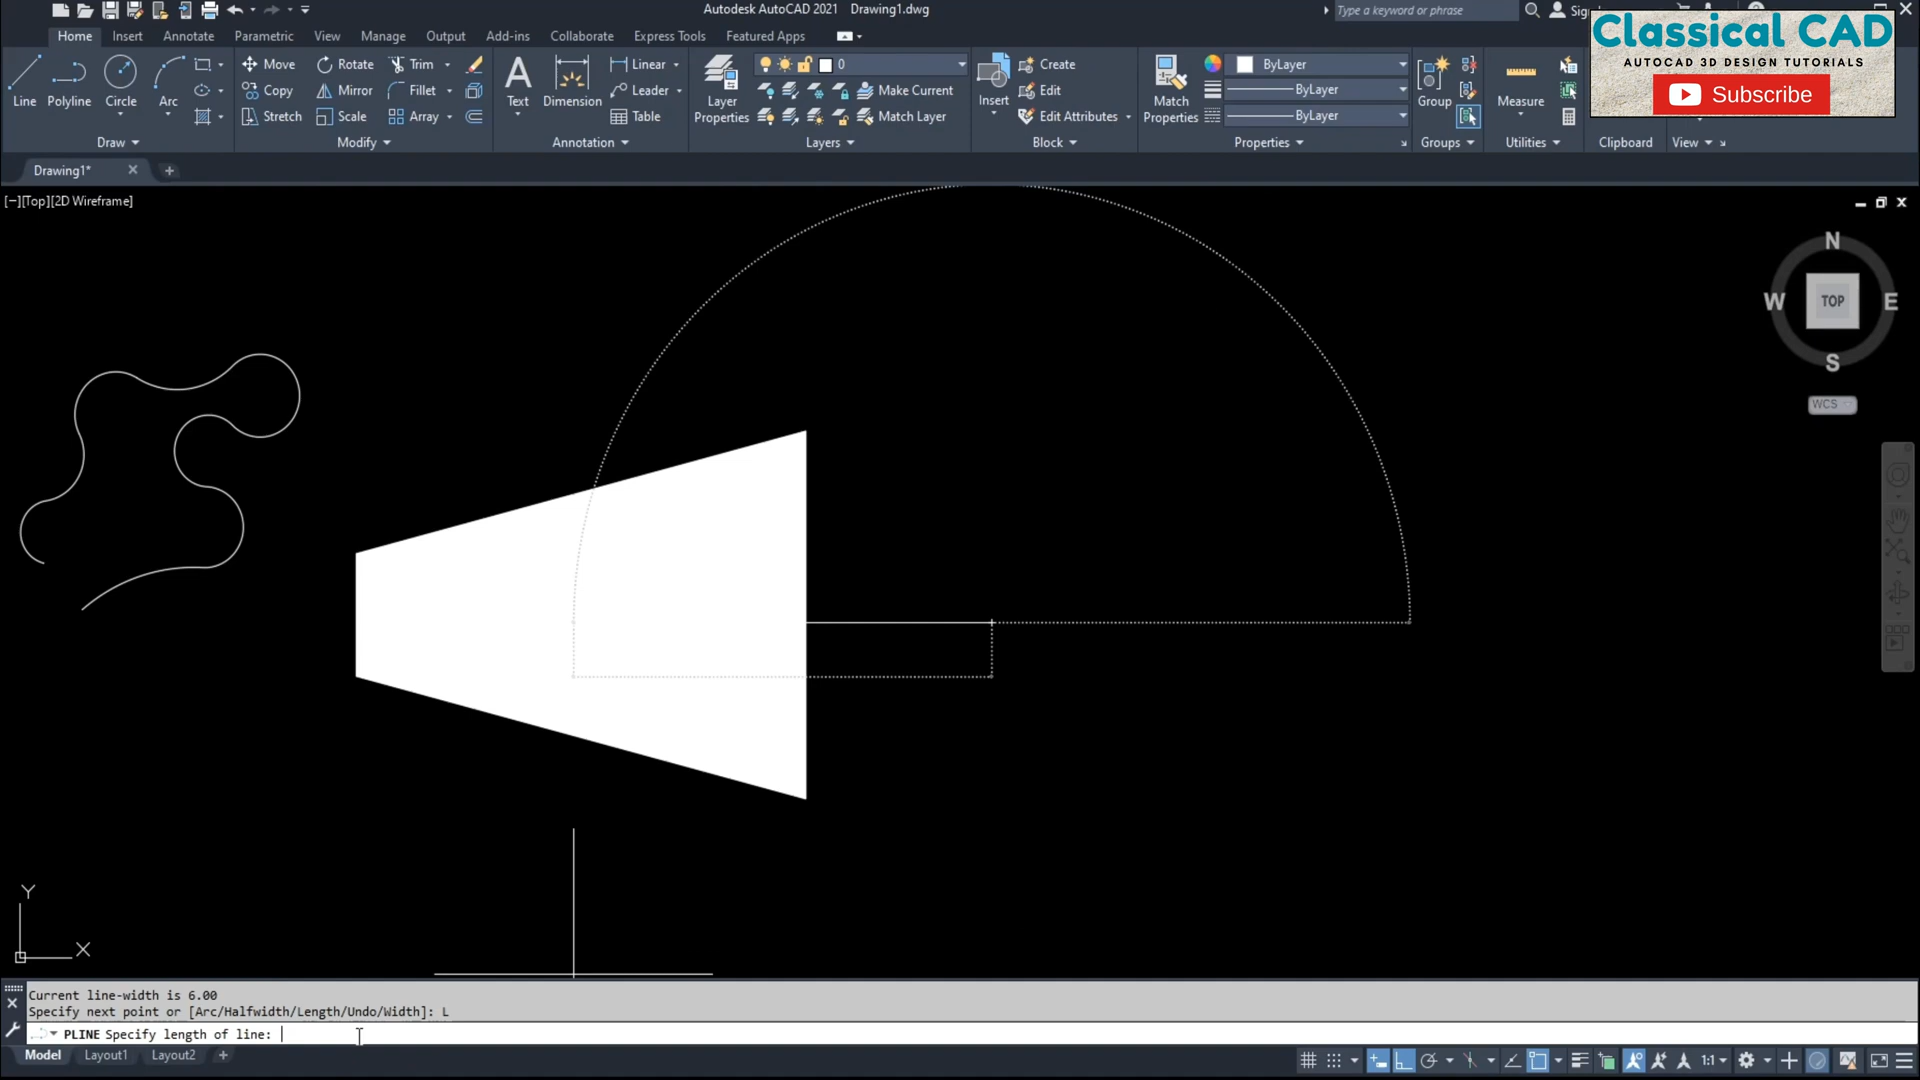 Autodesk AutoCAD 2021 Drawing1.dwg
Type a keyword or phrase
Home Insert Annotate Parametric View Manage Output Add-ins Collaborate Express Tools Featured Apps
Classical CAD
AUTOCAD 3D DESIGN TUTORIALS
Subscribe
Line Polyline Circle Arc
Move Rotate Trim
Copy Mirror Fillet
Stretch Scale Array
Text Dimension
Linear
Leader
Table
Layer
Properties
0
Make Current
Match Layer
Insert
Create
Edit
Edit Attributes
Match
Properties
ByLayer
ByLayer
ByLayer
Group
Measure
Draw Modify Annotation Layers Block Properties Groups Utilities Clipboard View
Drawing1*
[−][Top][2D Wireframe]
N
W TOP E
S
WCS
Y
X
Current line-width is 6.00
Specify next point or [Arc/Halfwidth/Length/Undo/Width]: L
PLINE Specify length of line:
Model Layout1 Layout2
1:1